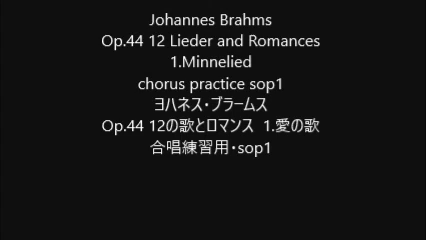 Johannes Brahms
Op.44 12 Lieder and Romances
1.Minnelied
chorus practice sop1
ヨハネス・ブラームス
Op.44 12の歌とロマンス 1.愛の歌
合唱練習用・sop1